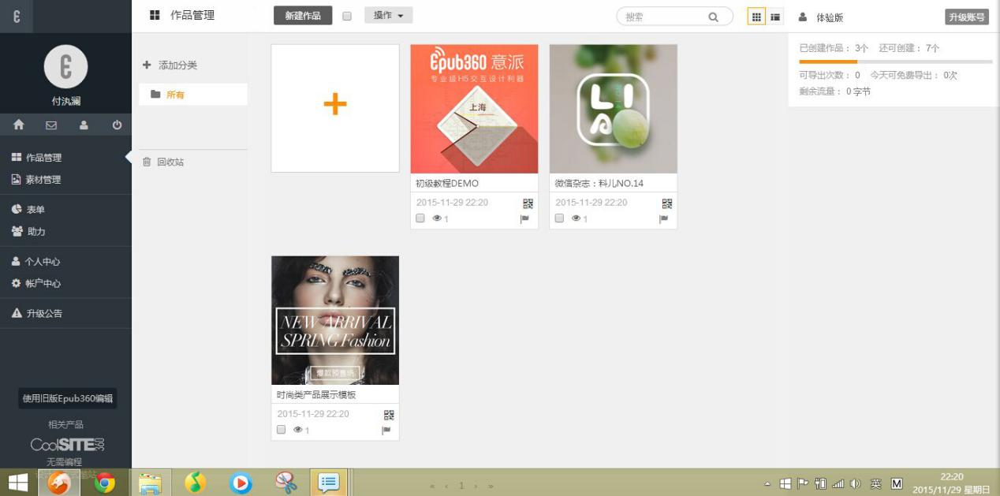 作品管理
新建作品
操作
搜索
体验版
升级账号
付汍澜
作品管理
素材管理
表单
助力
个人中心
帐户中心
升级公告
使用旧版Epub360编辑
相关产品
CoolSITE360
无需编程
添加分类
所有
回收站
+
Epub360 意派
专业级H5交互设计利器
上海
初级教程DEMO
2015-11-29 22:20
1
LIAO
微信杂志：料儿NO.14
2015-11-29 22:20
1
NEW ARRIVAL
SPRING Fashion
爆款预售场
时尚类产品展示模板
2015-11-29 22:20
1
« ‹ 1 › »
已创建作品： 3个 还可创建： 7个
可导出次数： 0 今天可免费导出： 0次
剩余流量： 0 字节
英 M
22:20
2015/11/29 星期日